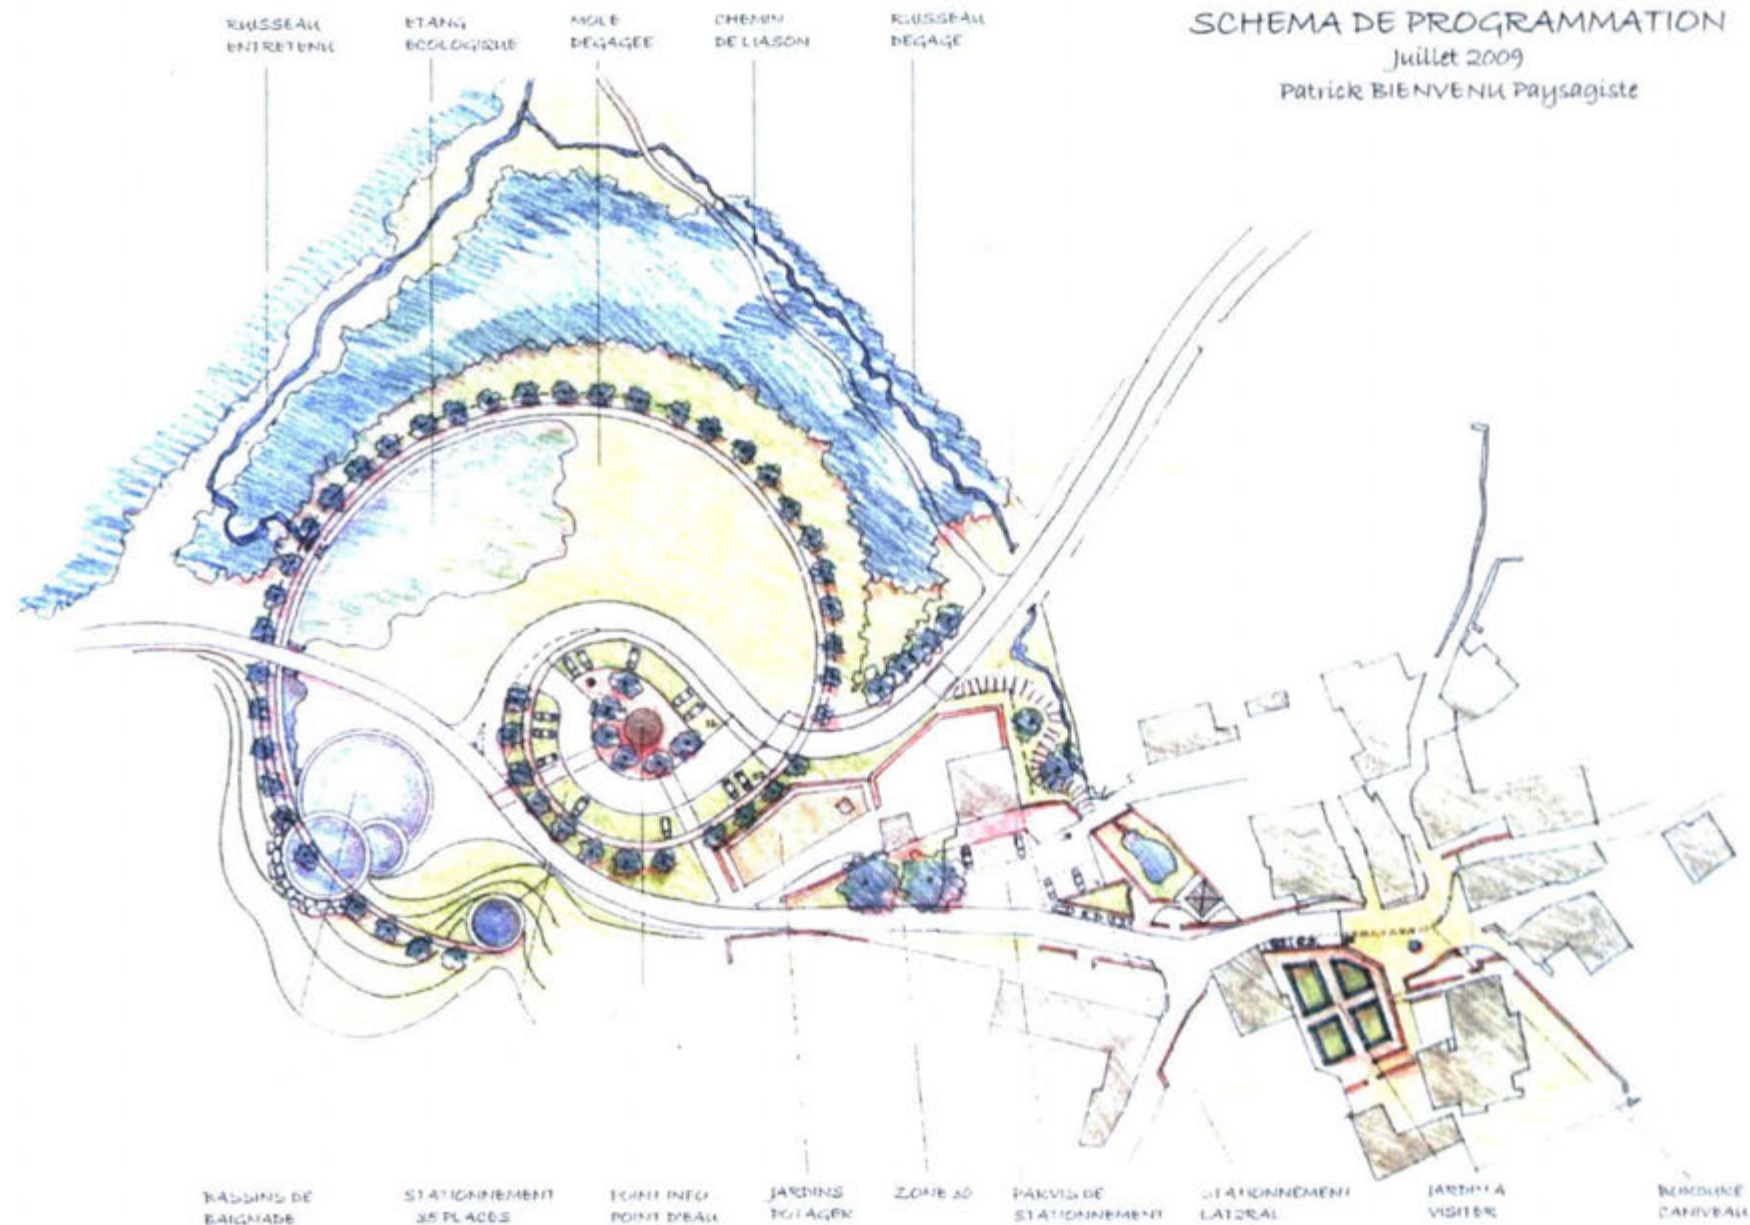 SCHEMA DE PROGRAMMATION
Juillet 2009
Patrick BIENVENU Paysagiste
RUISSEAU
ENTRETENU
ETANG
ECOLOGIQUE
MOLE
DEGAGEE
CHEMIN
DE LIASON
RUISSEAU
DEGAGE
BASSINS DE
BAIGNADE
STATIONNEMENT
35 PLACES
POINT INFO
POINT D'EAU
JARDINS
POTAGER
ZONE 30
PARVIS DE
STATIONNEMENT
STATIONNEMENT
LATERAL
JARDIN A
VISITER
BORDURE
CANIVEAU